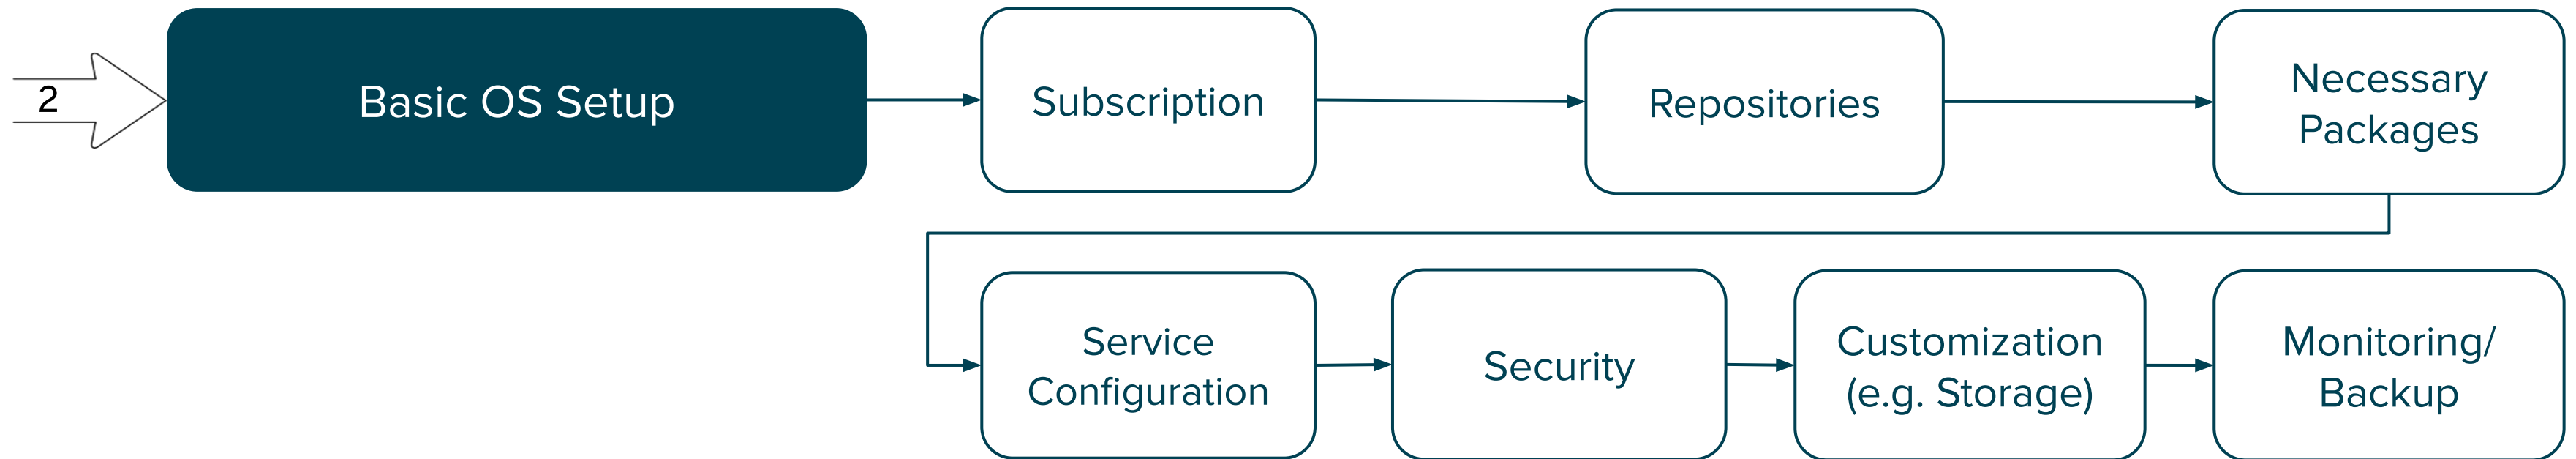 2
Basic OS Setup
Subscription
Repositories
Necessary
Packages
Service
Configuration
Security
Customization
(e.g. Storage)
Monitoring/
Backup